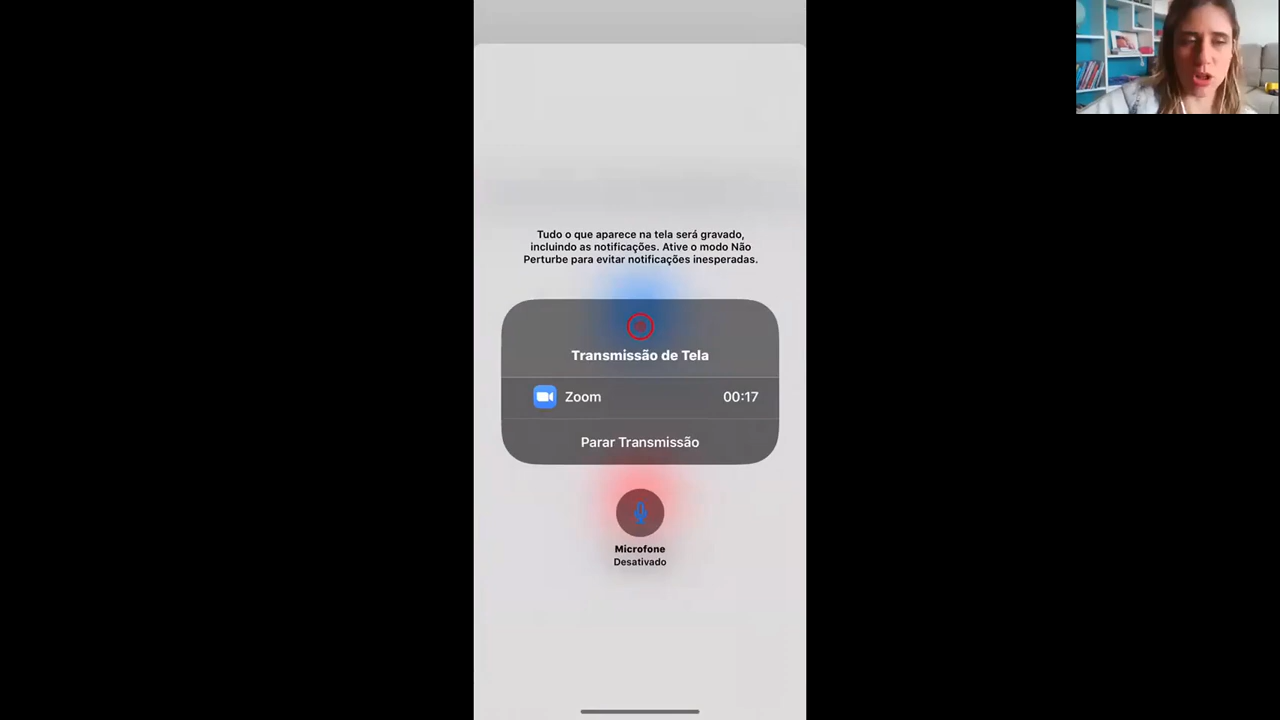 Tudo o que aparece na tela será gravado,
incluindo as notificações. Ative o modo Não
Perturbe para evitar notificações inesperadas.
Transmissão de Tela
Zoom 00:17
Parar Transmissão
Microfone
Desativado